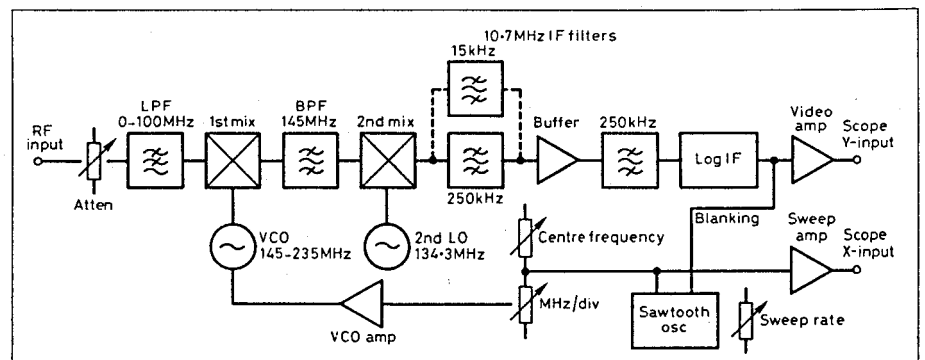 10·7MHz IF filters
15kHz
LPF
0-100MHz
1st mix
BPF
145MHz
2nd mix
Buffer
250kHz
Video
amp
Scope
Y-input
RF
input
Log IF
Atten
250kHz
Blanking
VCO
145-235MHz
2nd LO
134·3MHz
Centre frequency
Sweep
amp
Scope
X-input
VCO amp
MHz/div
Sawtooth
osc
Sweep rate